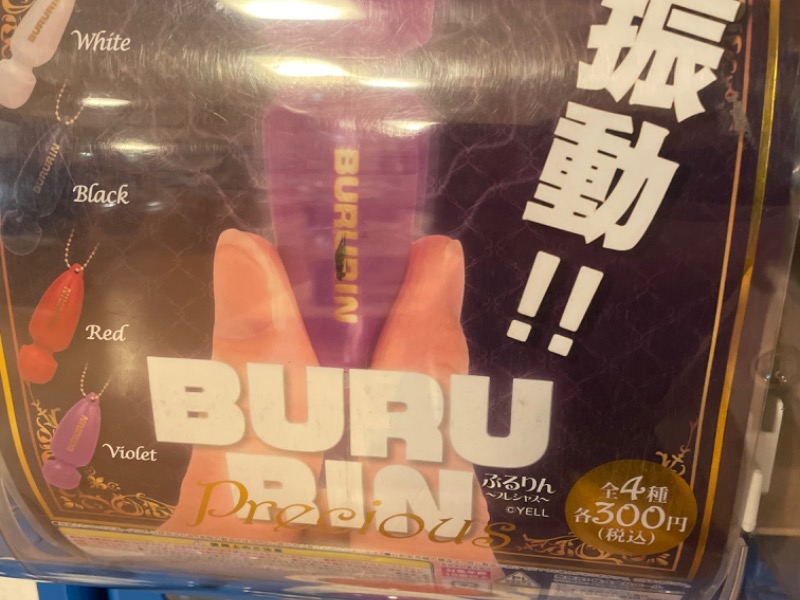 White
Black
Red
Violet
BURURIN
振動!!
BURU
RIN
Precious
ぷるりん
~プレシャス~
©YELL
全4種
各300円
(税込)